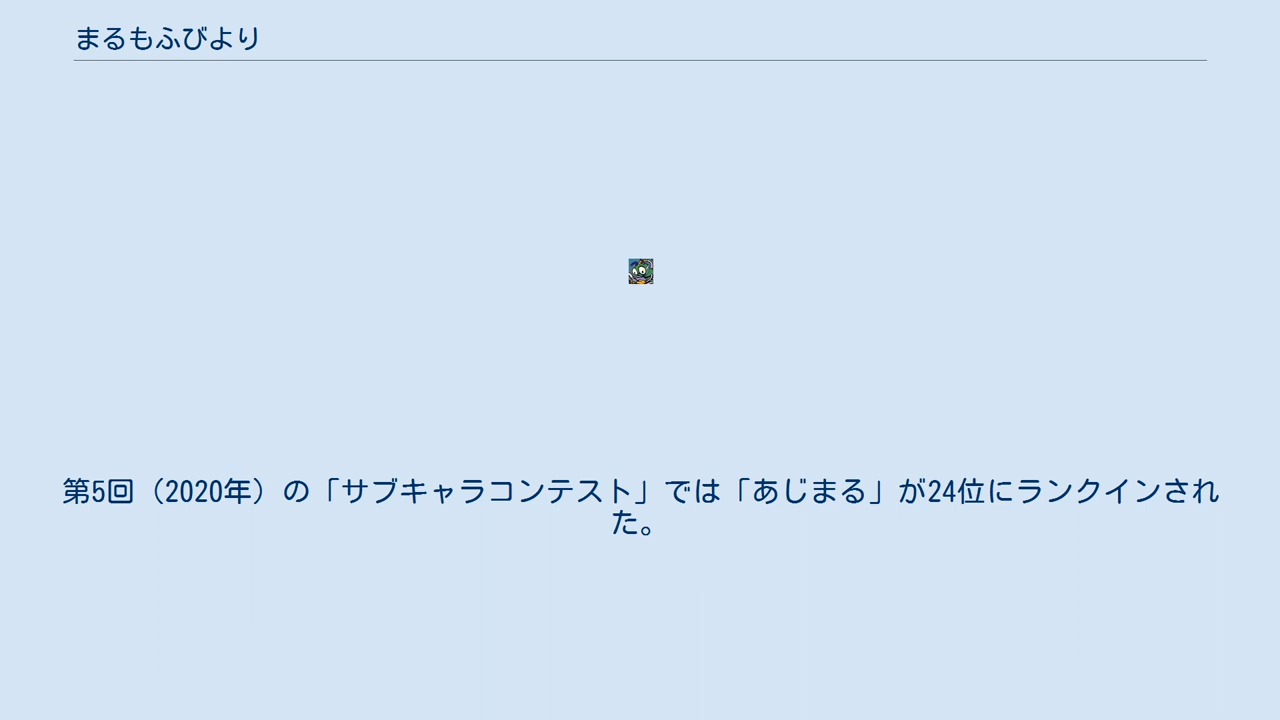 まるもふびより
第5回（2020年）の「サブキャラコンテスト」では「あじまる」が24位にランクインされ
た。